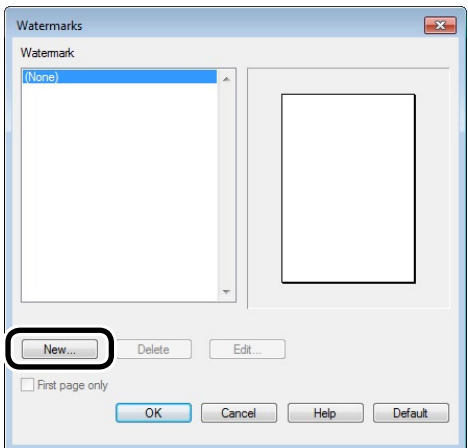 Watermarks
Watermark
(None)
New... Delete Edit...
First page only
OK Cancel Help Default